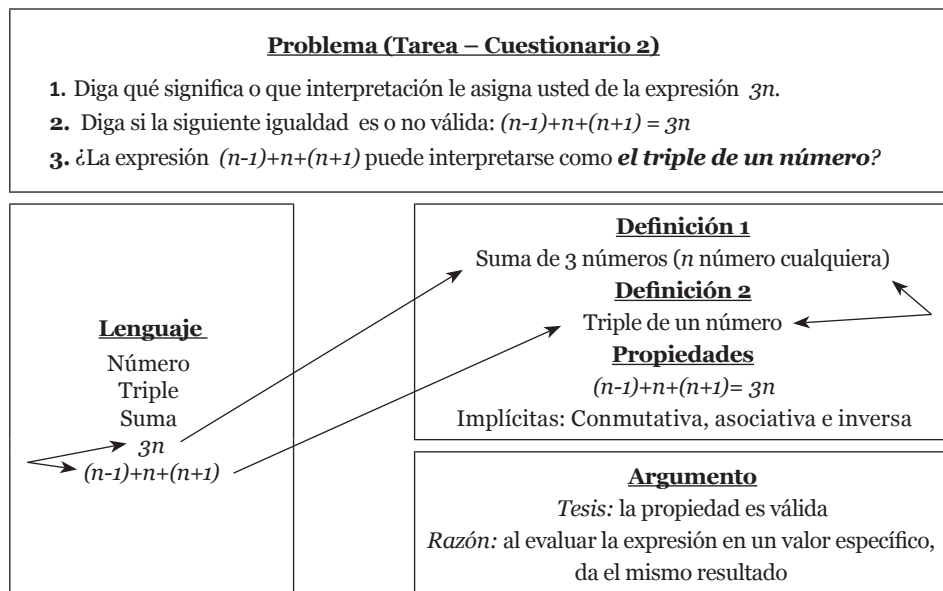 Problema (Tarea – Cuestionario 2)
1. Diga qué significa o que interpretación le asigna usted de la expresión 3n.
2. Diga si la siguiente igualdad es o no válida: (n-1)+n+(n+1) = 3n
3. ¿La expresión (n-1)+n+(n+1) puede interpretarse como el triple de un número?
Lenguaje
Número
Triple
Suma
3n
(n-1)+n+(n+1)
Definición 1
Suma de 3 números (n número cualquiera)
Definición 2
Triple de un número
Propiedades
(n-1)+n+(n+1)= 3n
Implícitas: Conmutativa, asociativa e inversa
Argumento
Tesis: la propiedad es válida
Razón: al evaluar la expresión en un valor específico,
da el mismo resultado